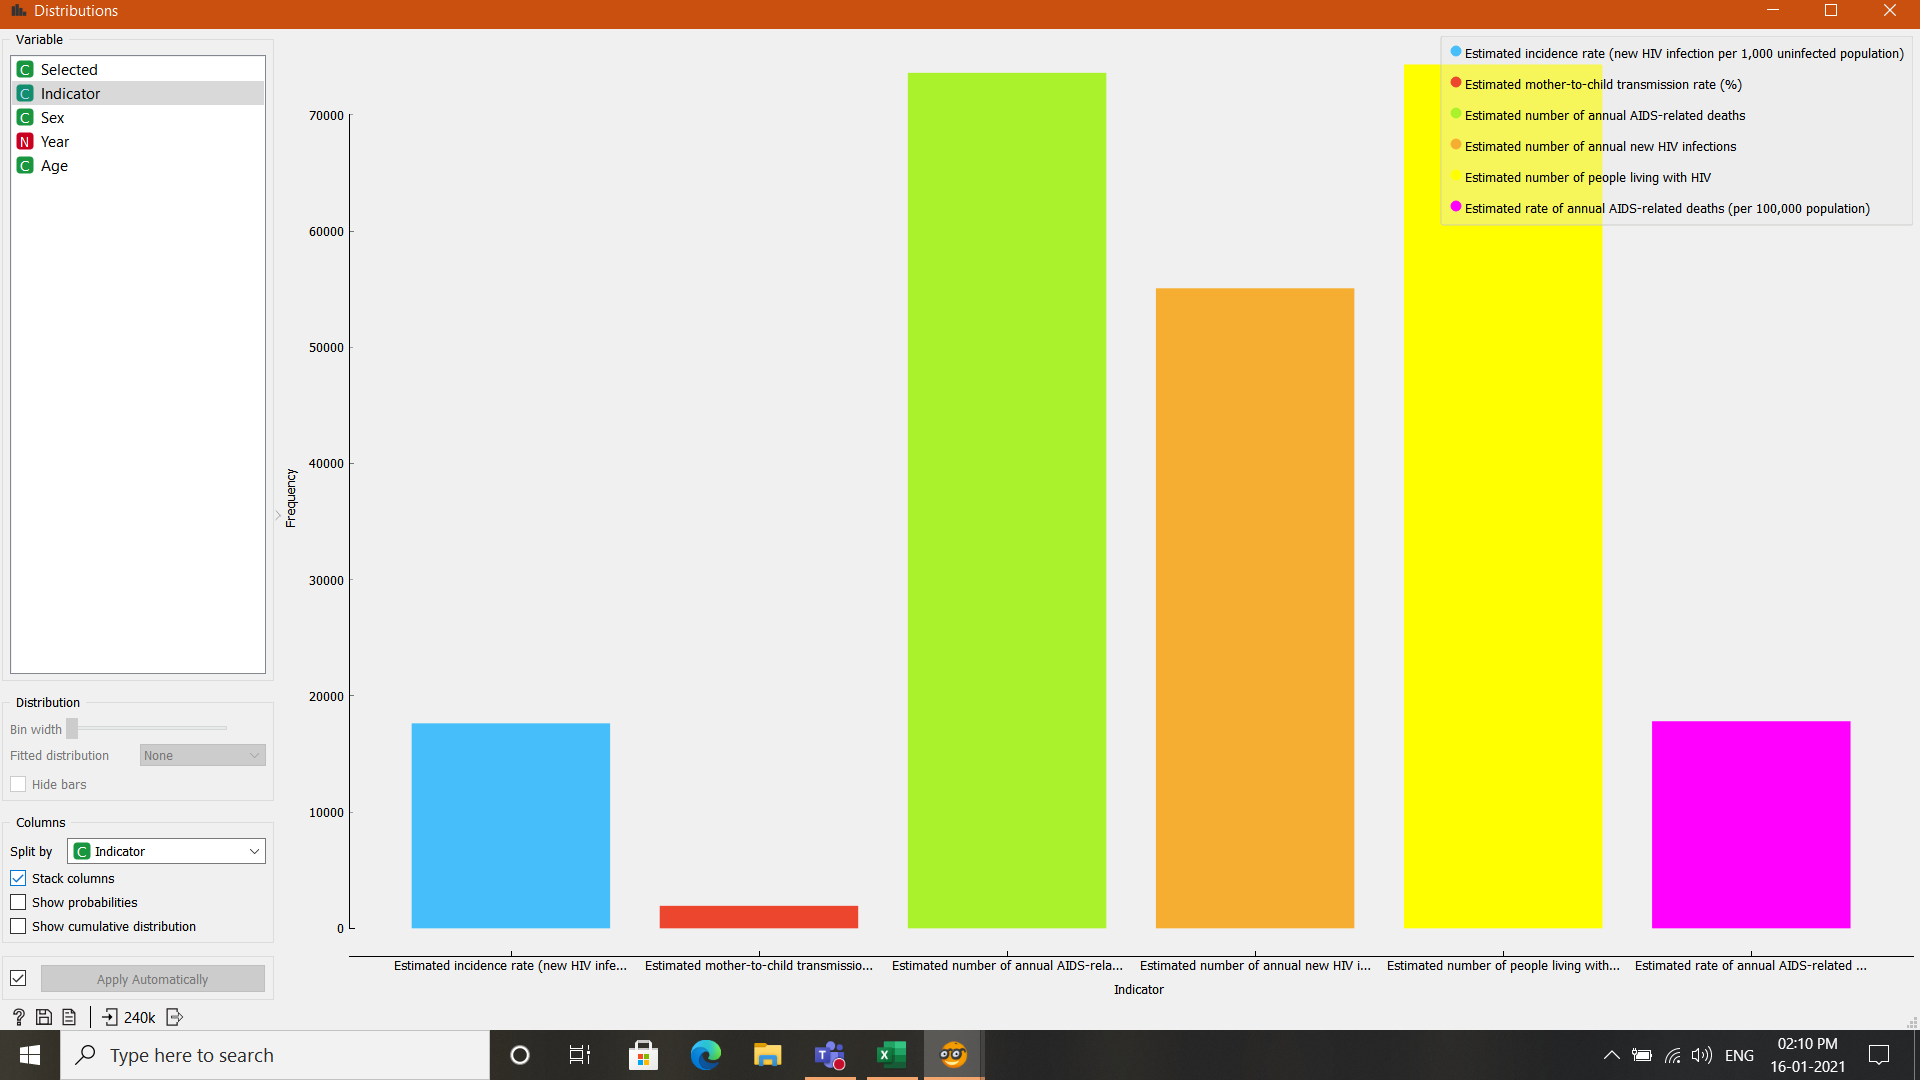 Distributions
Variable
C Selected
C Indicator
C Sex
N Year
C Age
Distribution
Bin width
Fitted distribution None
Hide bars
Columns
Split by C Indicator
Stack columns
Show probabilities
Show cumulative distribution
Apply Automatically
? 240k
Frequency
70000
60000
50000
40000
30000
20000
10000
0
Estimated incidence rate (new HIV infection per 1,000 uninfected population)
Estimated mother-to-child transmission rate (%)
Estimated number of annual AIDS-related deaths
Estimated number of annual new HIV infections
Estimated number of people living with HIV
Estimated rate of annual AIDS-related deaths (per 100,000 population)
Estimated incidence rate (new HIV infe... Estimated mother-to-child transmissio... Estimated number of annual AIDS-rela... Estimated number of annual new HIV i... Estimated number of people living with... Estimated rate of annual AIDS-related ...
Indicator
Type here to search
ENG
02:10 PM
16-01-2021